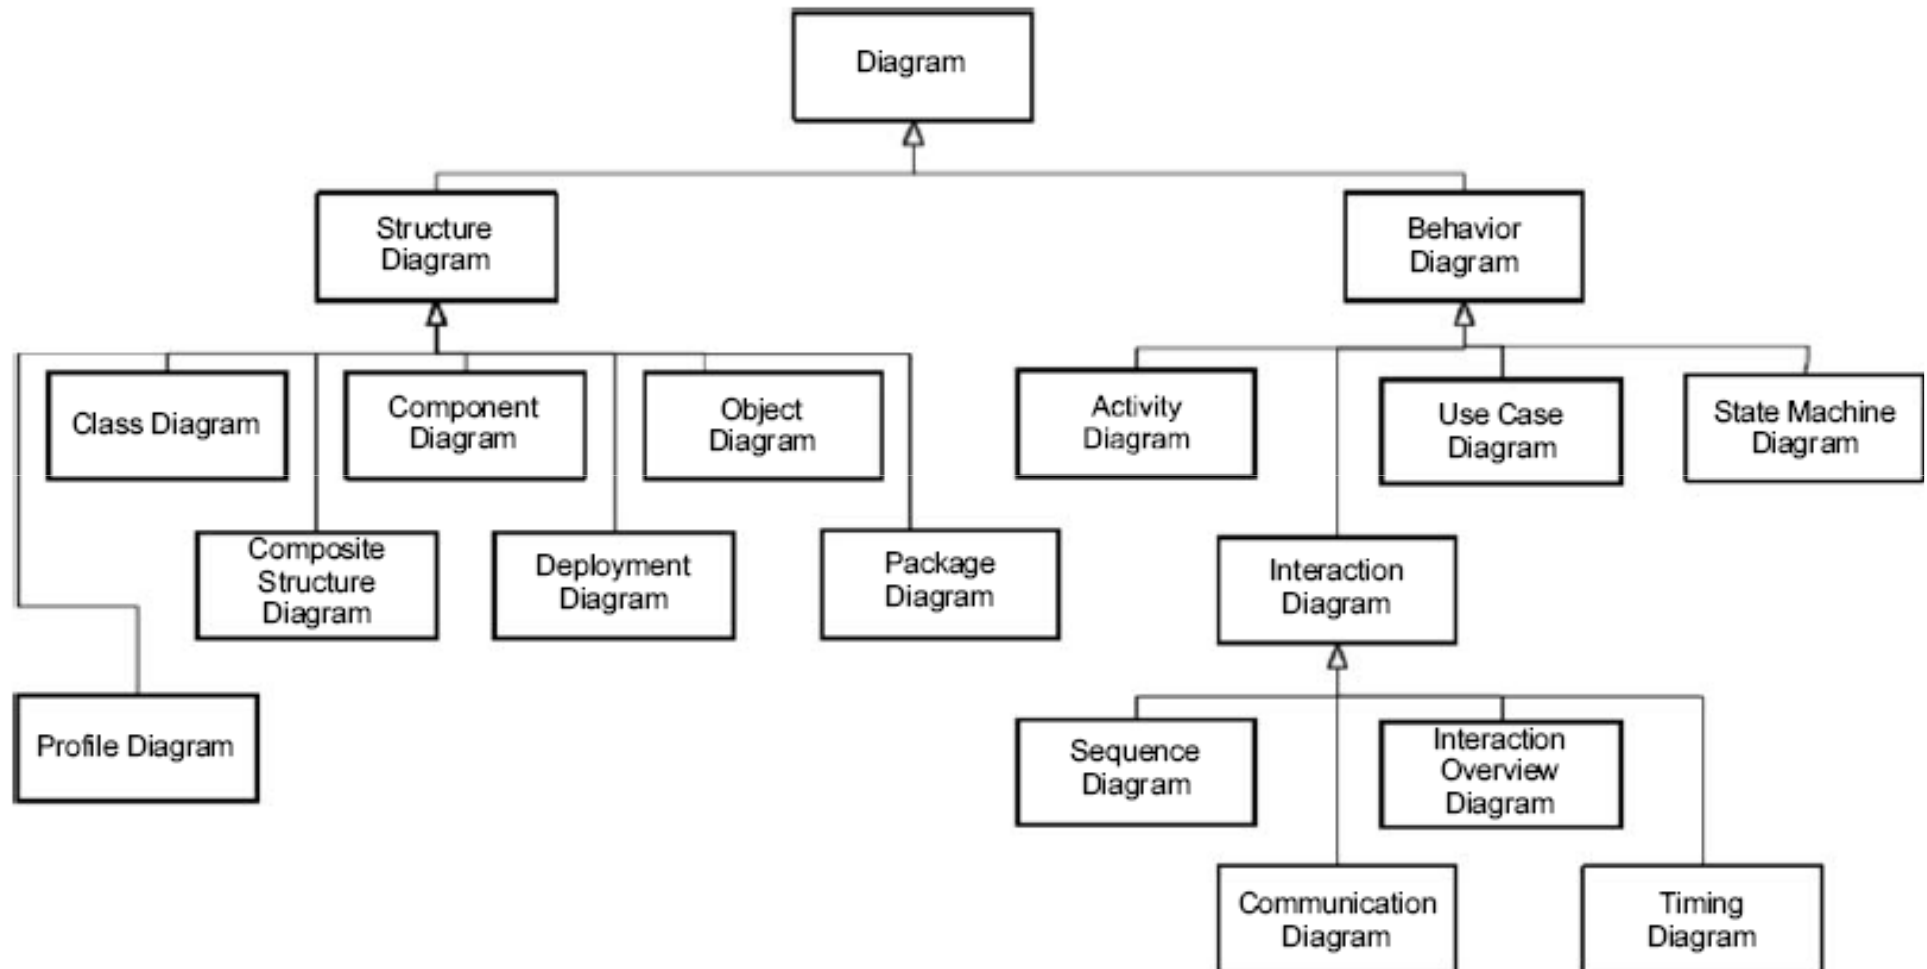 Diagram
Structure
Diagram
Behavior
Diagram
Class Diagram
Component
Diagram
Object
Diagram
Activity
Diagram
Use Case
Diagram
State Machine
Diagram
Composite
Structure
Diagram
Deployment
Diagram
Package
Diagram
Interaction
Diagram
Profile Diagram
Sequence
Diagram
Interaction
Overview
Diagram
Communication
Diagram
Timing
Diagram